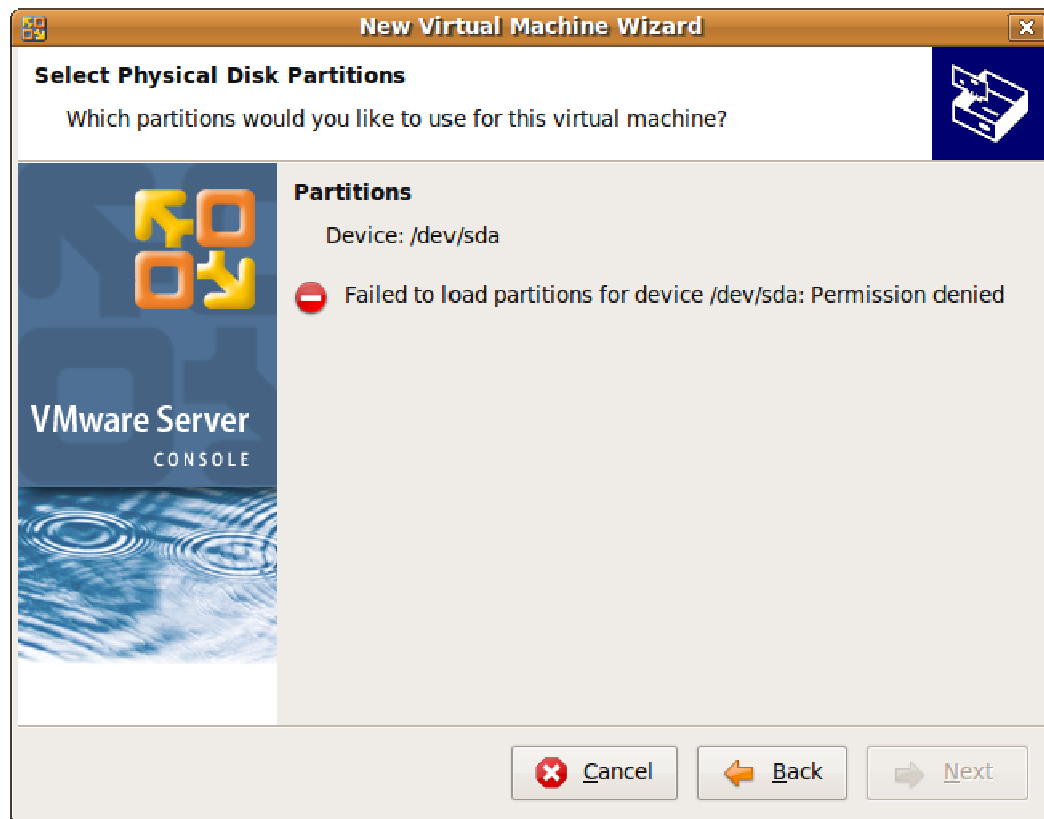 New Virtual Machine Wizard
Select Physical Disk Partitions
Which partitions would you like to use for this virtual machine?
Partitions
Device: /dev/sda
Failed to load partitions for device /dev/sda: Permission denied
VMware Server
CONSOLE
Cancel
Back
Next